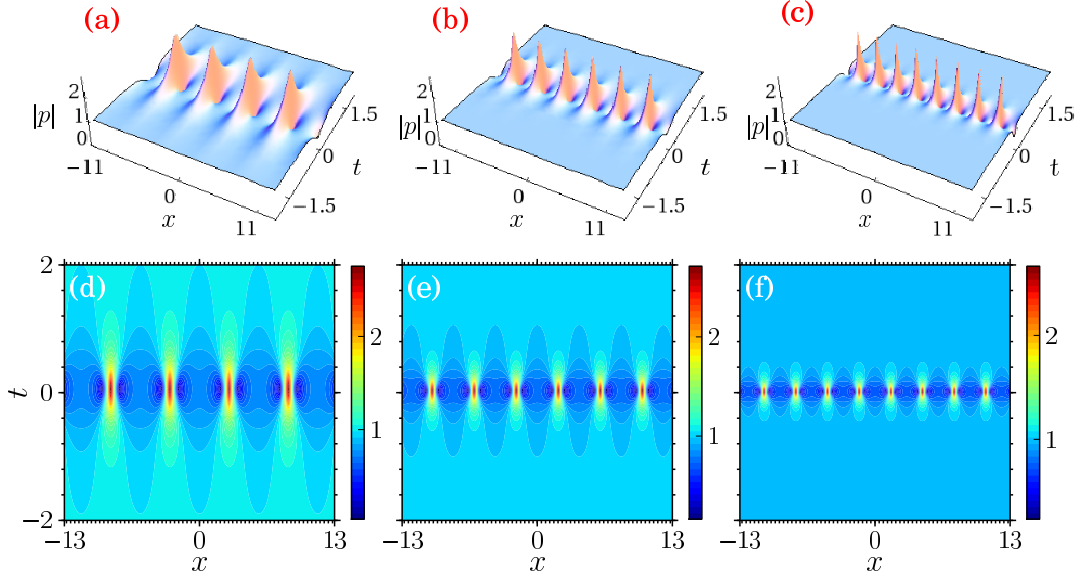 (a) (b) (c)
2 2 2
|p| 1 |p| 1 |p| 1
0 0 0
1.5 1.5 1.5
−11 0 t −11 0 t −11 0 t
0 −1.5 0 −1.5 0 −1.5
x 11 x 11 x 11
2 (d) (e) (f)
2 2 2
t 0
1 1 1
−2
−13 0 13 −13 0 13 −13 0 13
x x x